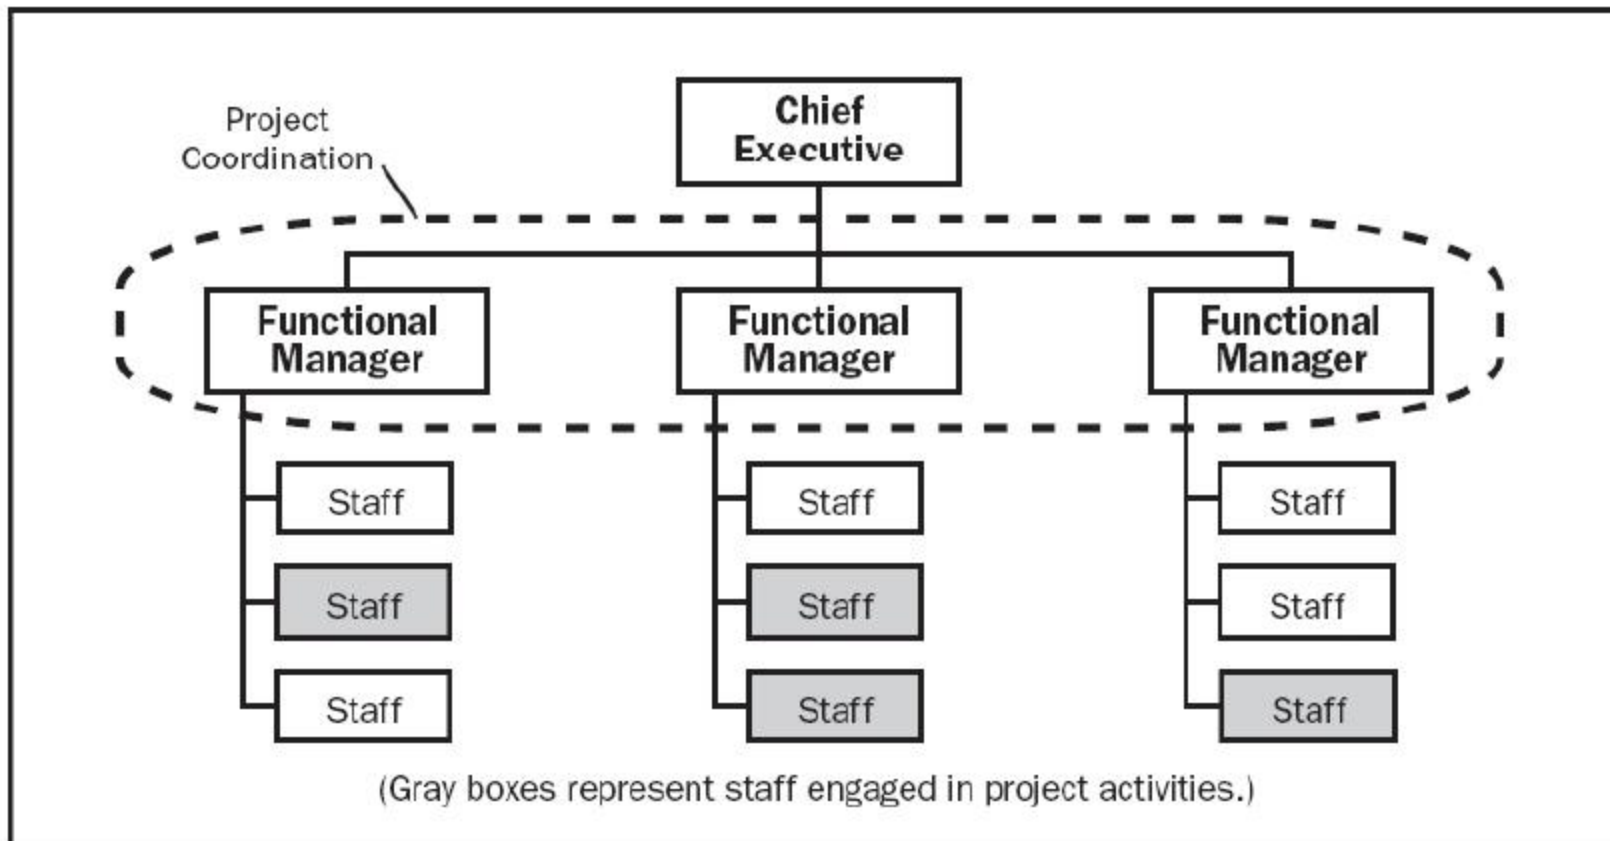 Chief
Executive
Project
Coordination
Functional
Manager
Functional
Manager
Functional
Manager
Staff
Staff
Staff
Staff
Staff
Staff
Staff
Staff
Staff
(Gray boxes represent staff engaged in project activities.)